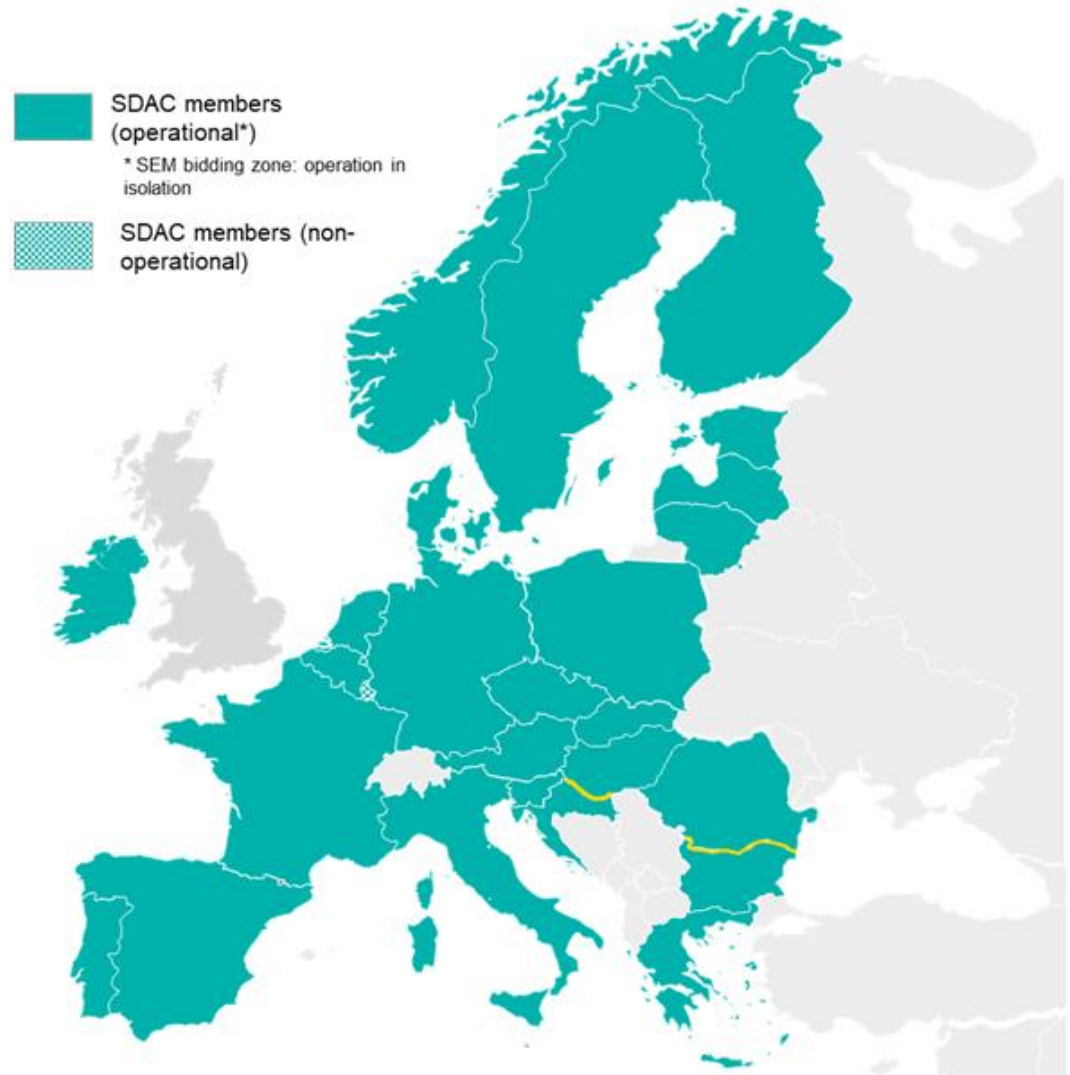 SDAC members
(operational*)
* SEM bidding zone: operation in
isolation
SDAC members (non-
operational)